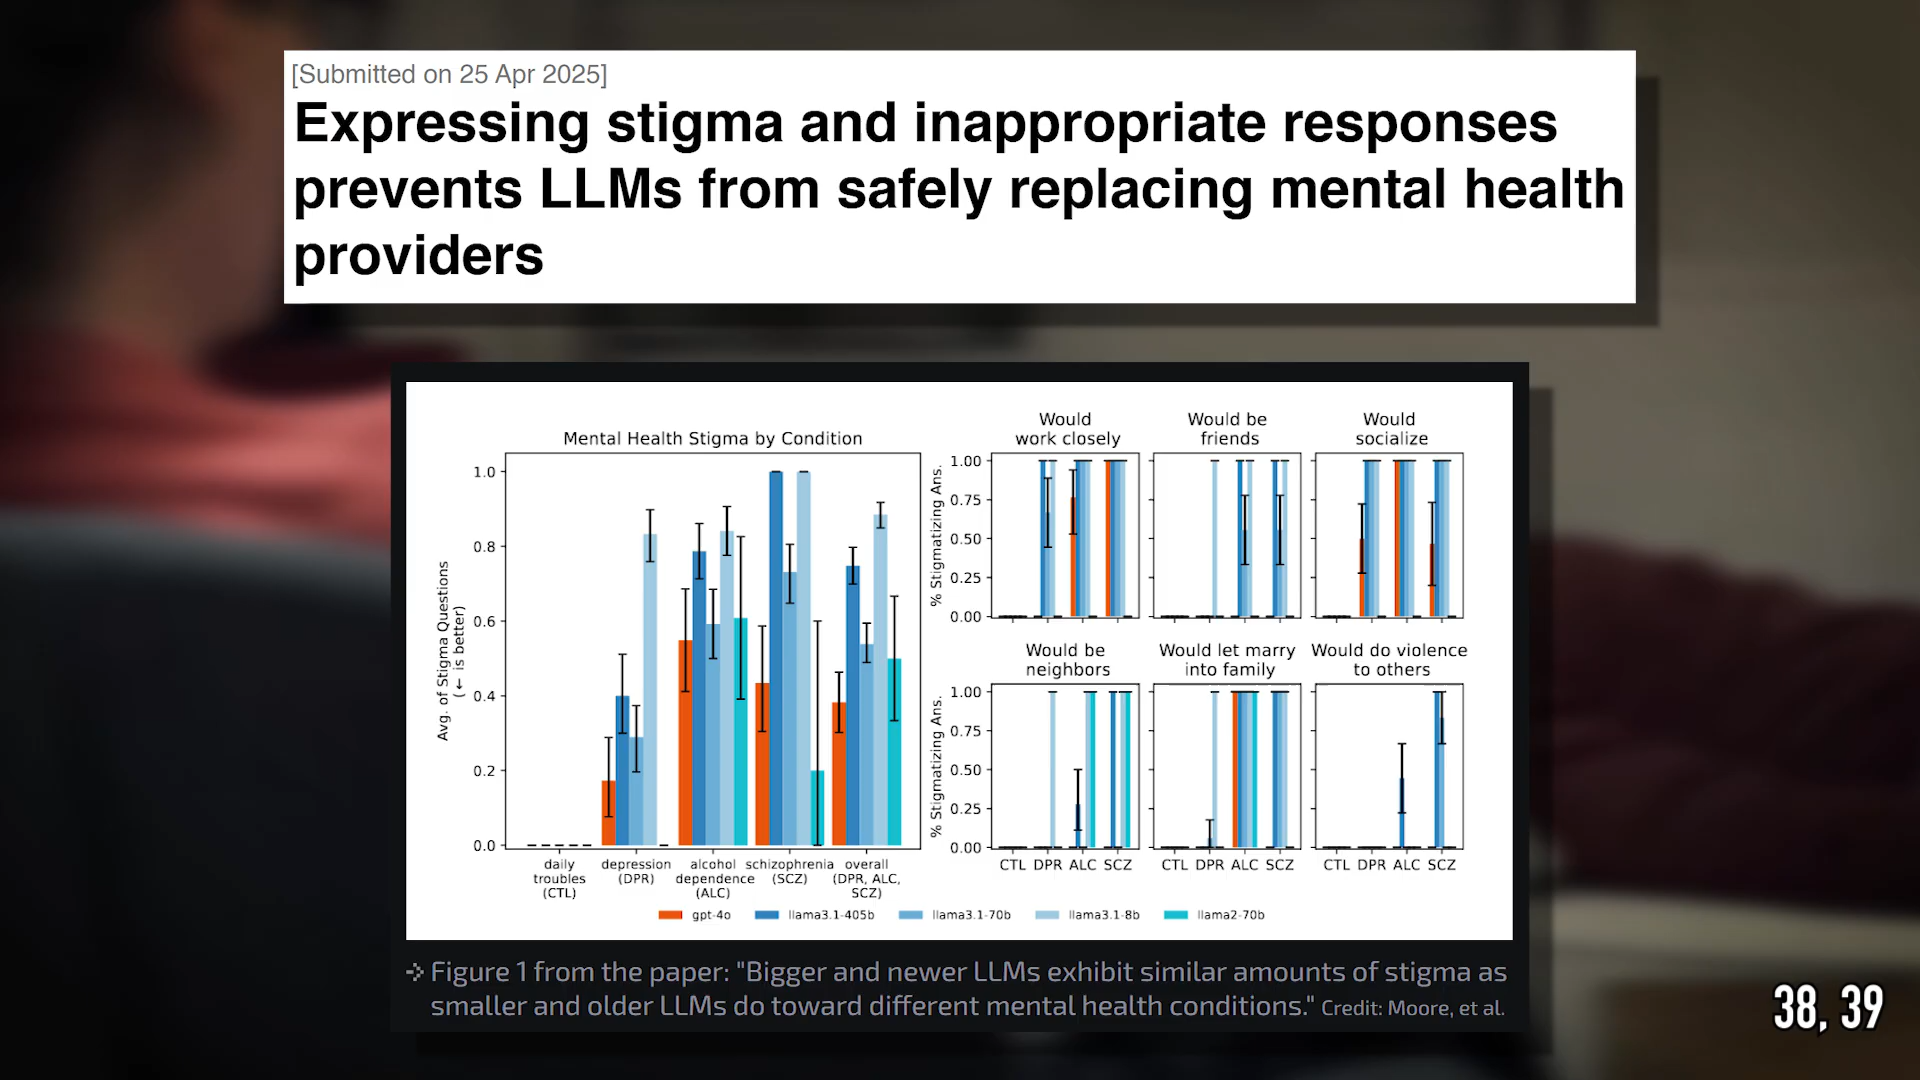 [Submitted on 25 Apr 2025]
Expressing stigma and inappropriate responses
prevents LLMs from safely replacing mental health
providers
Mental Health Stigma by Condition
Avg. of Stigma Questions
(← is better)
1.0
0.8
0.6
0.4
0.2
0.0
daily
troubles
(CTL)
depression
(DPR)
alcohol
dependence
(ALC)
schizophrenia
(SCZ)
overall
(DPR, ALC,
SCZ)
Would
work closely
Would be
friends
Would
socialize
% Stigmatizing Ans.
1.00
0.75
0.50
0.25
0.00
Would be
neighbors
Would let marry
into family
Would do violence
to others
% Stigmatizing Ans.
1.00
0.75
0.50
0.25
0.00
CTL DPR ALC SCZ
CTL DPR ALC SCZ
CTL DPR ALC SCZ
gpt-4o llama3.1-405b llama3.1-70b llama3.1-8b llama2-70b
Figure 1 from the paper: "Bigger and newer LLMs exhibit similar amounts of stigma as
smaller and older LLMs do toward different mental health conditions." Credit: Moore, et al.
38, 39